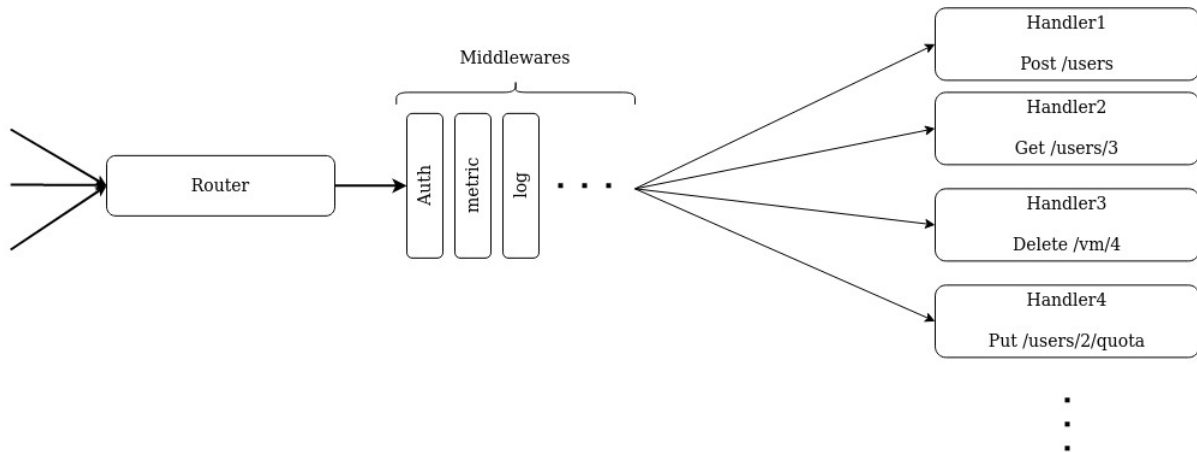 Middlewares
Router
Auth
metric
log
. . .
Handler1
Post /users
Handler2
Get /users/3
Handler3
Delete /vm/4
Handler4
Put /users/2/quota